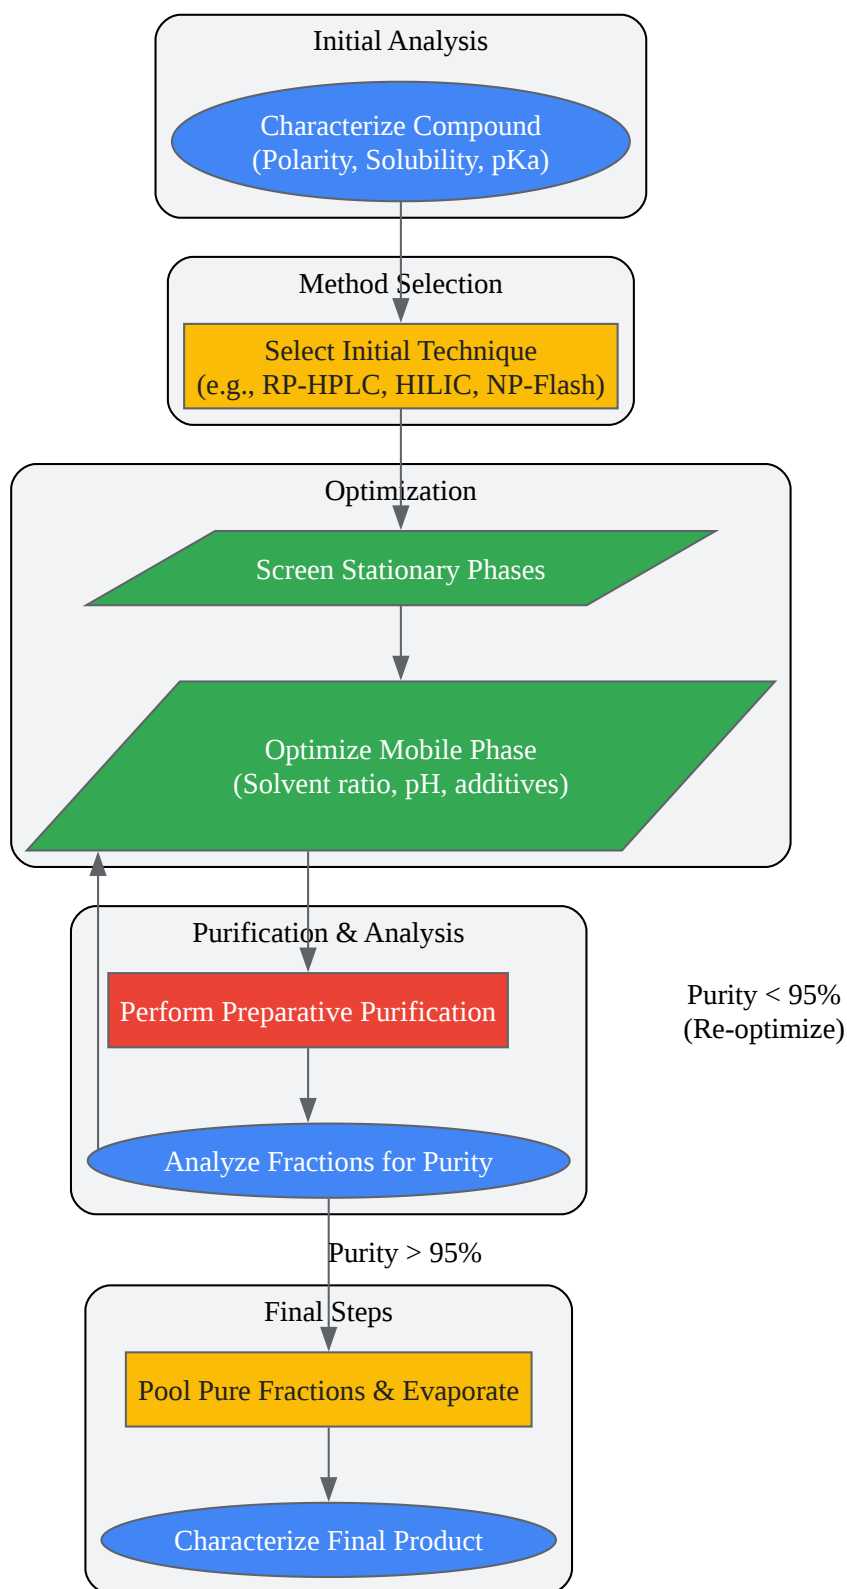 Initial Analysis
Characterize Compound
(Polarity, Solubility, pKa)
Method Selection
Select Initial Technique
(e.g., RP-HPLC, HILIC, NP-Flash)
Optimization
Screen Stationary Phases
Optimize Mobile Phase
(Solvent ratio, pH, additives)
Purification & Analysis
Perform Preparative Purification
Purity < 95%
(Re-optimize)
Analyze Fractions for Purity
Purity > 95%
Final Steps
Pool Pure Fractions & Evaporate
Characterize Final Product